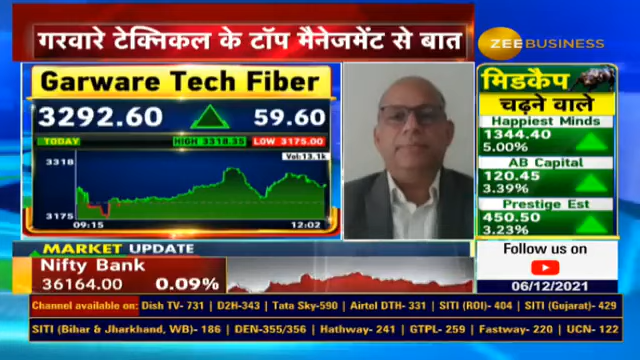 गरवारे टेक्निकल के टॉप मैनेजमेंट से बात
ZEE BUSINESS
Garware Tech Fiber
3292.60 59.60
TODAY HIGH 3318.35 LOW 3175.00
Vol:13.1k
3318
3175
09:15 12:02
मिडकैप
चढ़ने वाले
Happiest Minds
1344.40
5.00%
AB Capital
120.45
3.39%
Prestige Est
450.50
3.23%
MARKET UPDATE
Nifty Bank
36164.00 0.09%
Follow us on
06/12/2021
Channel available on: Dish TV- 731 | D2H-343 | Tata Sky-590 | Airtel DTH- 331 | SITI (ROI)- 404 | SITI (Gujarat)- 429
SITI (Bihar & Jharkhand, WB)- 186 | DEN-355/356 | Hathway- 241 | GTPL- 259 | Fastway- 220 | UCN- 122